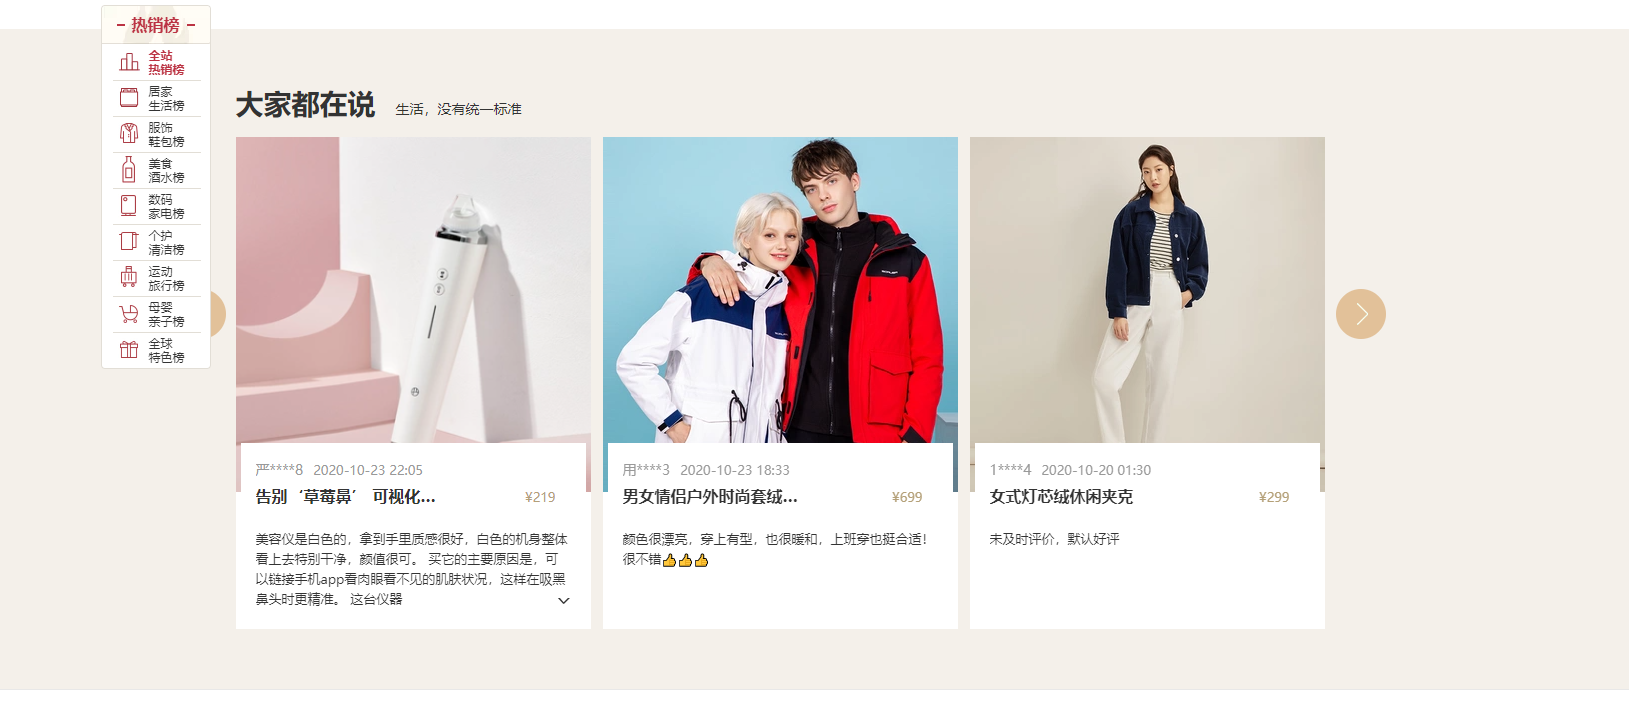 热销榜
全站
热销榜
居家
生活榜
服饰
鞋包榜
美食
酒水榜
数码
家电榜
个护
清洁榜
运动
旅行榜
母婴
亲子榜
全球
特色榜
大家都在说 生活，没有统一标准
严****8 2020-10-23 22:05
告别‘草莓鼻’ 可视化... ¥219
美容仪是白色的，拿到手里质感很好，白色的机身整体
看上去特别干净，颜值很可。 买它的主要原因是，可
以链接手机app看肉眼看不见的肌肤状况，这样在吸黑
鼻头时更精准。 这台仪器
用****3 2020-10-23 18:33
男女情侣户外时尚套绒... ¥699
颜色很漂亮，穿上有型，也很暖和，上班穿也挺合适！
很不错👍👍👍
1****4 2020-10-20 01:30
女式灯芯绒休闲夹克 ¥299
未及时评价，默认好评